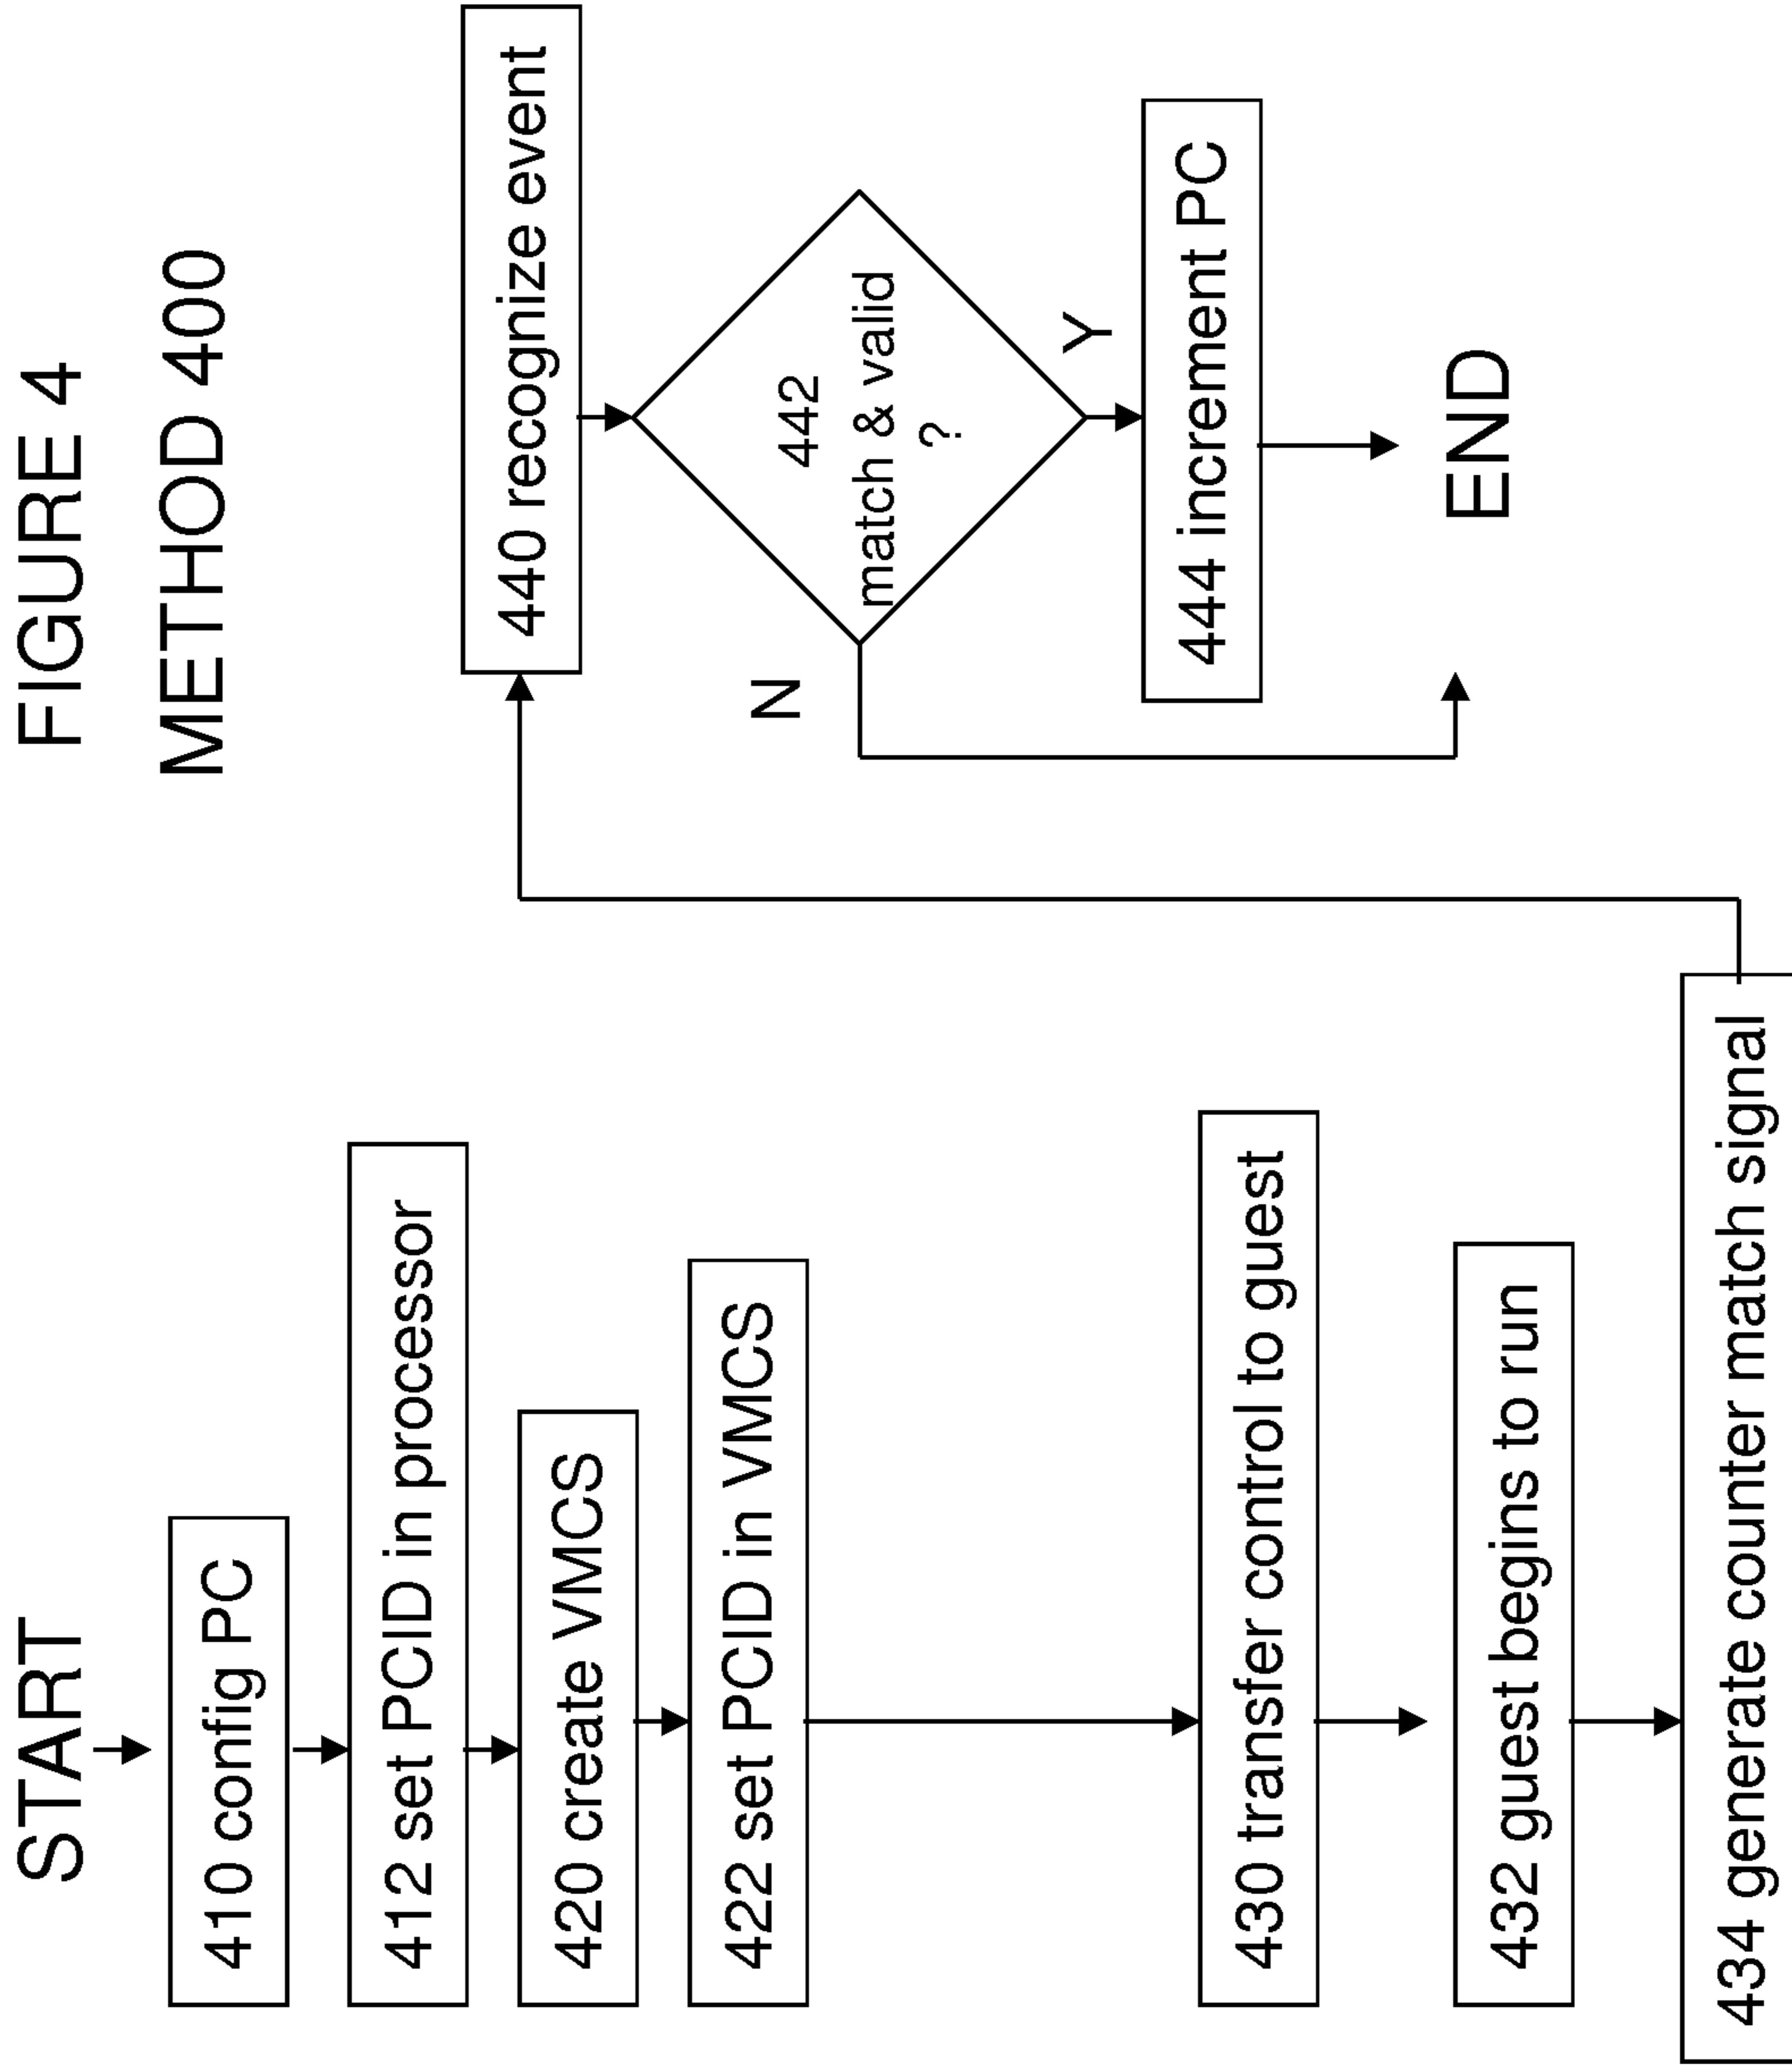 FIGURE 4
METHOD 400
START
410 config PC
412 set PCID in processor
420 create VMCS
422 set PCID in VMCS
430 transfer control to guest
432 guest begins to run
434 generate counter match signal
440 recognize event
442
match & valid
?
N
Y
444 increment PC
END